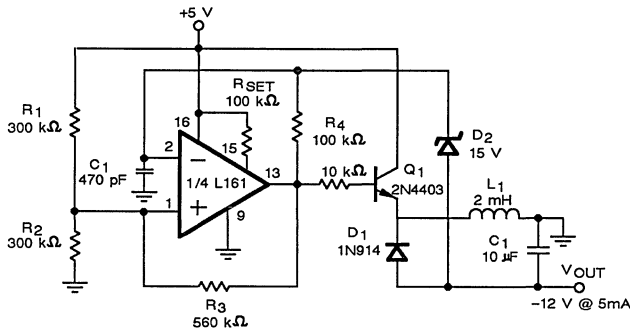 +5 V
R1
300 kΩ
RSET
100 kΩ
16
15
2
C1
470 pF
−
1/4 L161
+
1
9
13
R4
100 kΩ
10 kΩ
Q1
2N4403
D2
15 V
L1
2 mH
D1
1N914
C1
10 µF
R2
300 kΩ
R3
560 kΩ
VOUT
−12 V @ 5mA